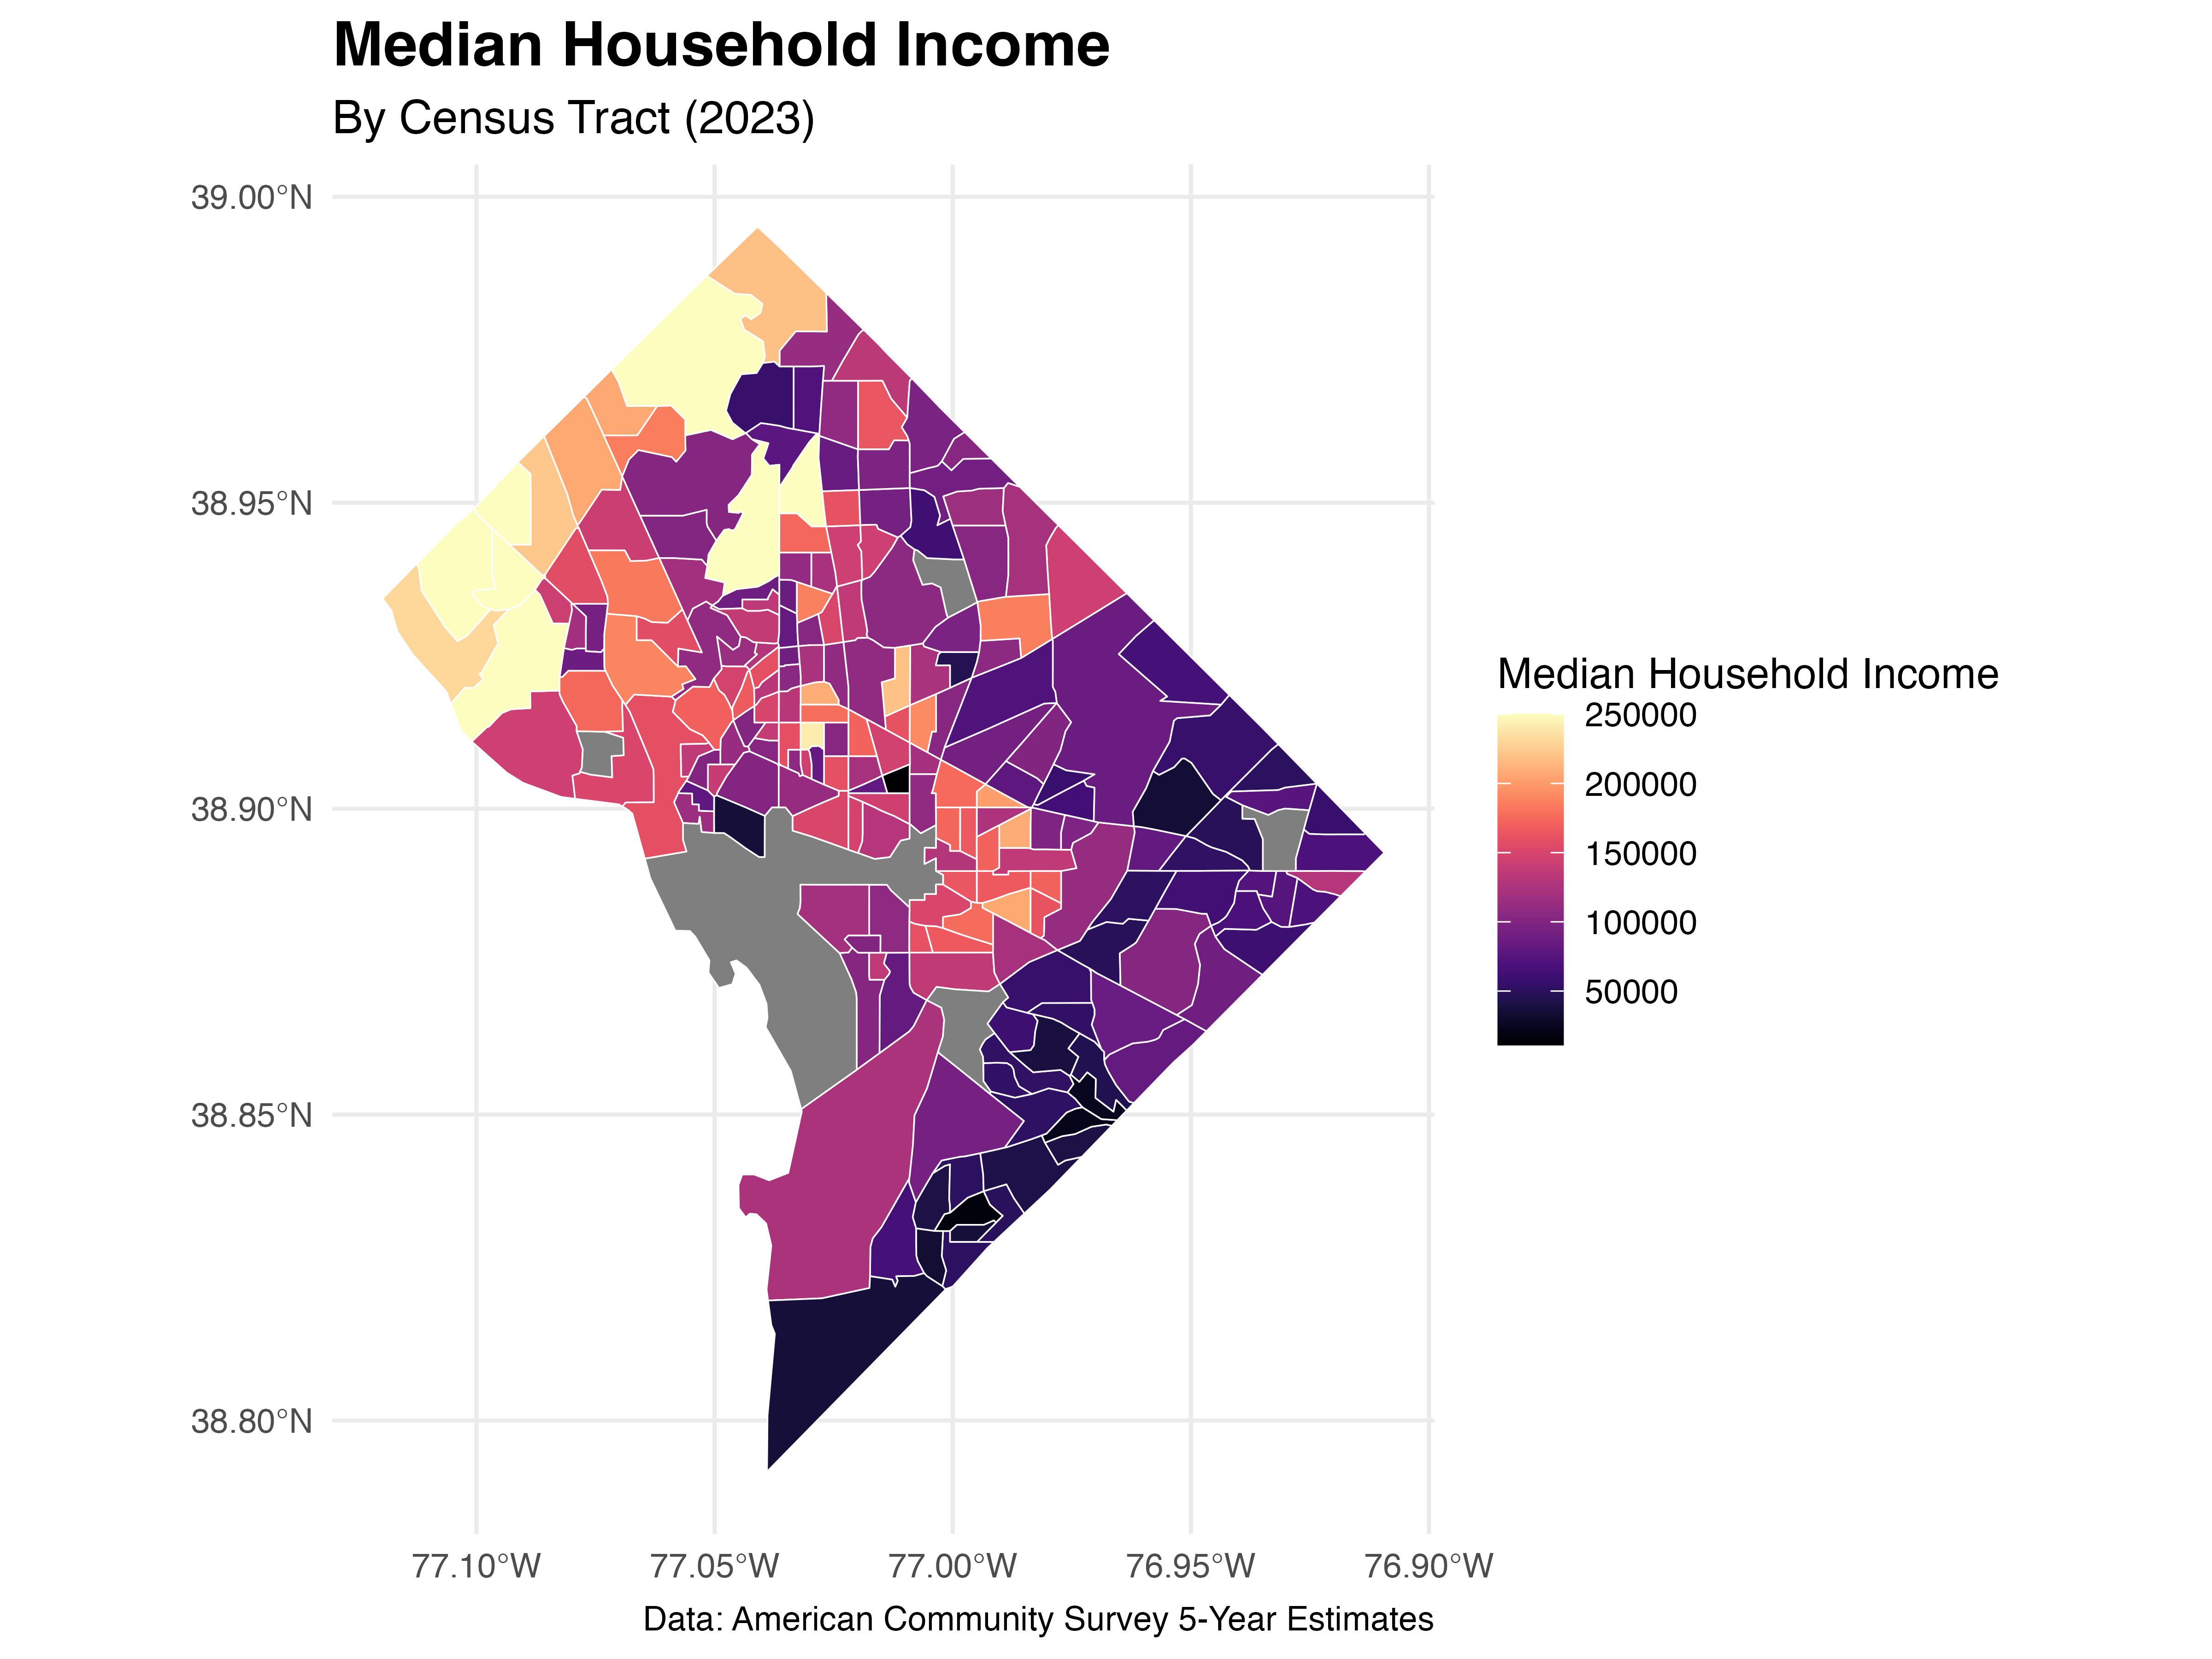 Median Household Income
By Census Tract (2023)
39.00°N
38.95°N
38.90°N
38.85°N
38.80°N
77.10°W
77.05°W
77.00°W
76.95°W
76.90°W
Median Household Income
250000
200000
150000
100000
50000
Data: American Community Survey 5-Year Estimates